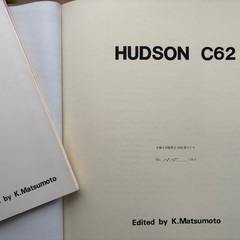 HUDSON C62
Edited by K.Matsumoto
by K.Matsumoto